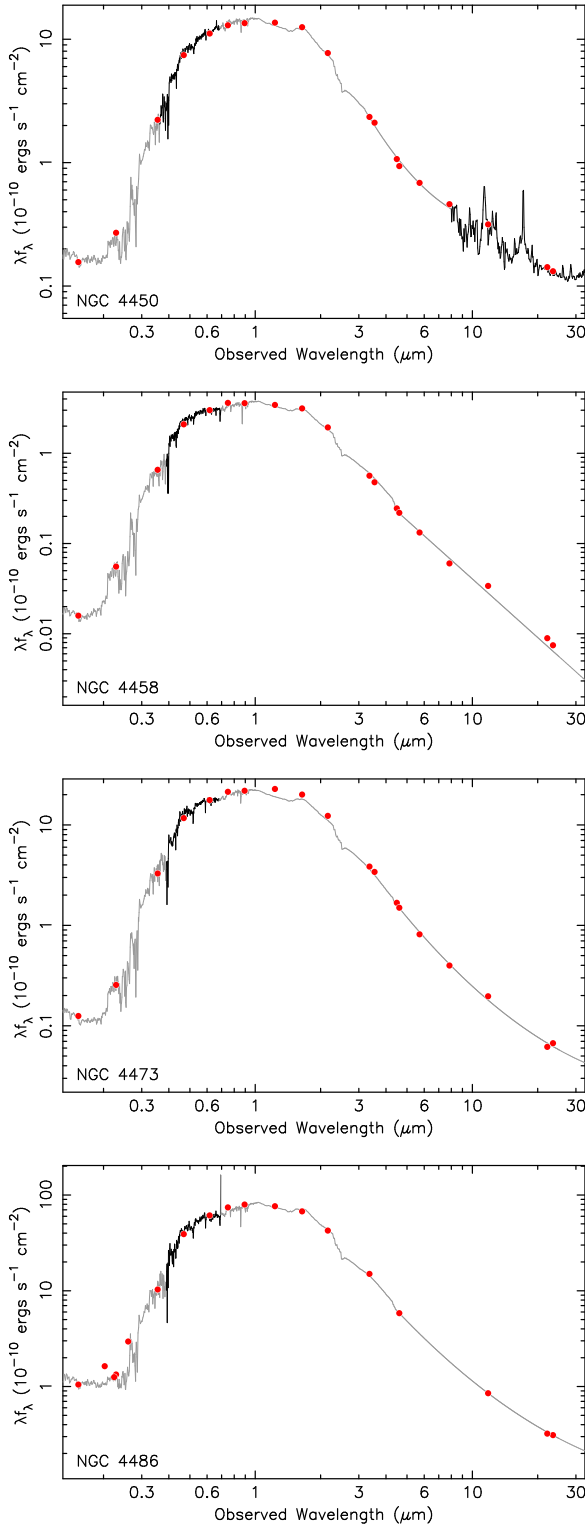 10
1
0.1
λf_λ (10⁻¹⁰ ergs s⁻¹ cm⁻²)
NGC 4450
0.3 0.6 1 3 6 10 30
Observed Wavelength (μm)
1
0.1
0.01
λf_λ (10⁻¹⁰ ergs s⁻¹ cm⁻²)
NGC 4458
0.3 0.6 1 3 6 10 30
Observed Wavelength (μm)
10
1
0.1
λf_λ (10⁻¹⁰ ergs s⁻¹ cm⁻²)
NGC 4473
0.3 0.6 1 3 6 10 30
Observed Wavelength (μm)
100
10
1
λf_λ (10⁻¹⁰ ergs s⁻¹ cm⁻²)
NGC 4486
0.3 0.6 1 3 6 10 30
Observed Wavelength (μm)